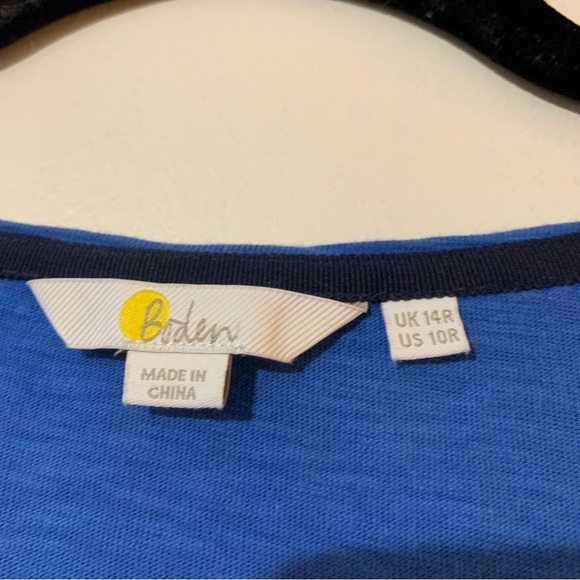 Boden
MADE IN
CHINA
UK 14R
US 10R